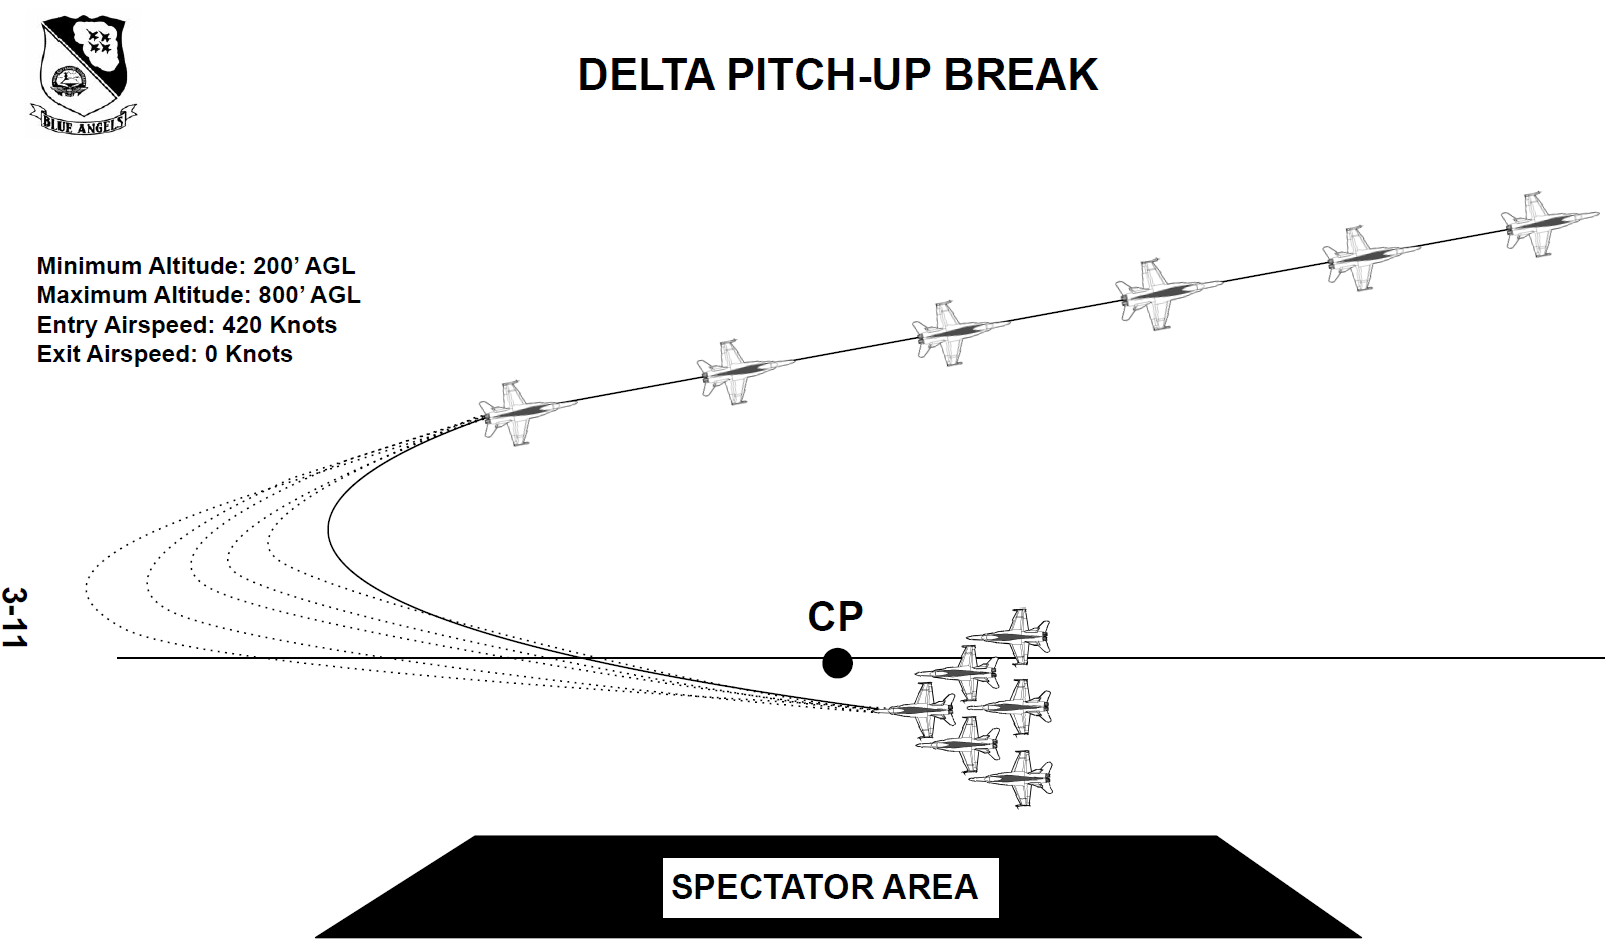 BLUE ANGELS
DELTA PITCH-UP BREAK
Minimum Altitude: 200’ AGL
Maximum Altitude: 800’ AGL
Entry Airspeed: 420 Knots
Exit Airspeed: 0 Knots
3-11
CP
SPECTATOR AREA